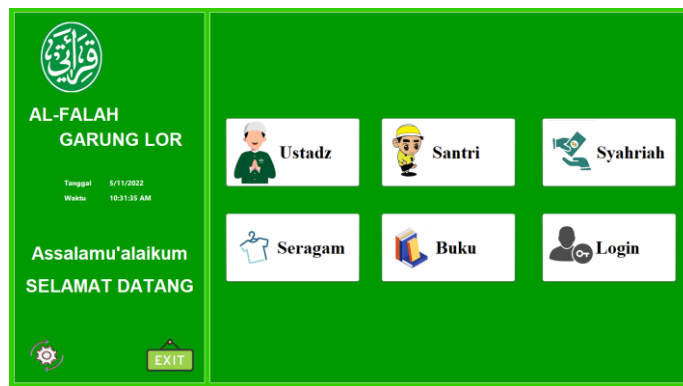 قرآءتي
AL-FALAH
GARUNG LOR
Tanggal 5/11/2022
Waktu 10:31:35 AM
Assalamu'alaikum
SELAMAT DATANG
EXIT
Ustadz
Santri
Syahriah
Seragam
Buku
Login